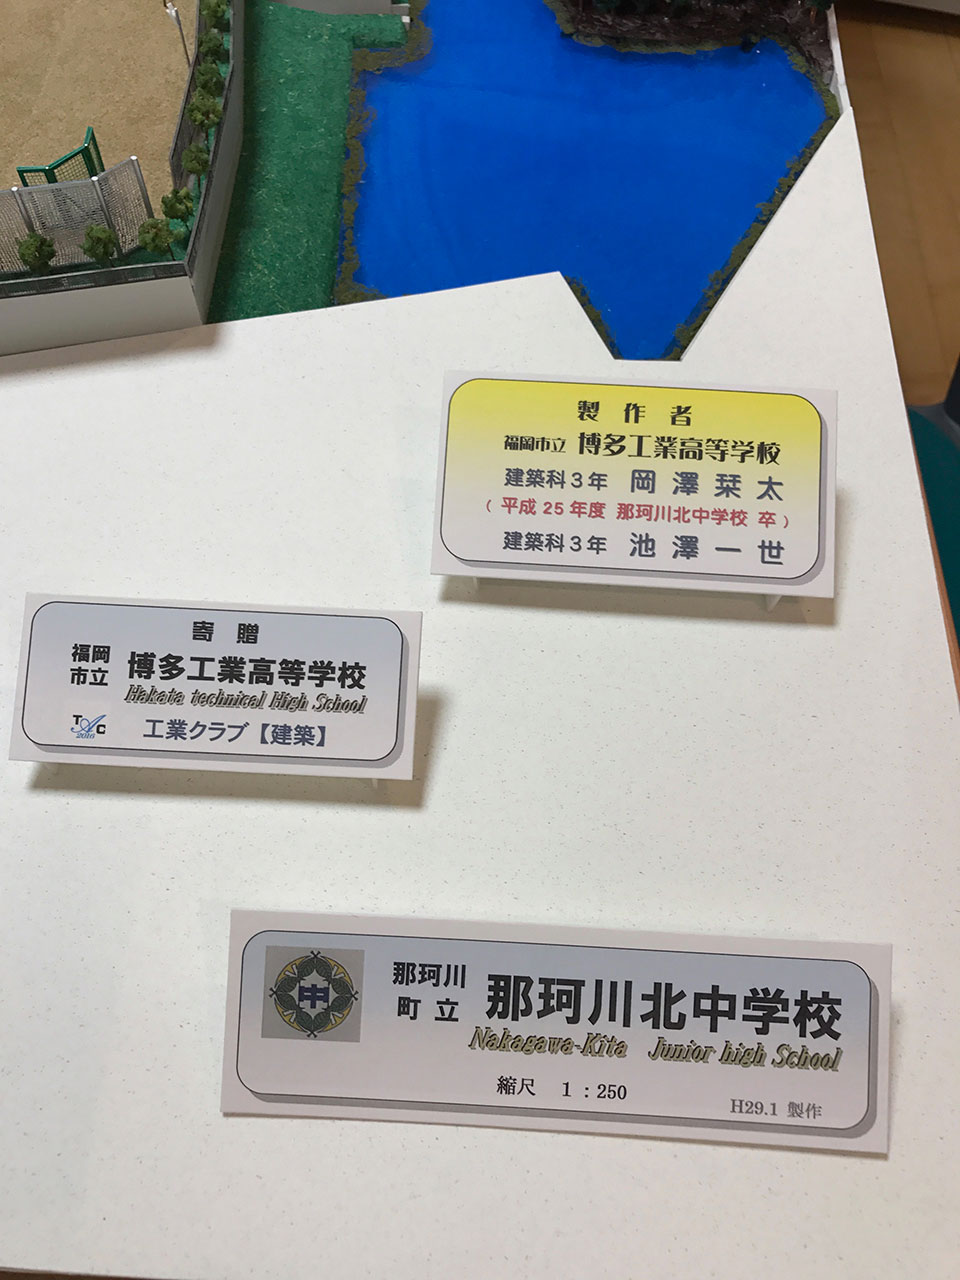 製作者
福岡市立 博多工業高等学校
建築科3年 岡澤栞太
( 平成25年度 那珂川北中学校 卒 )
建築科3年 池澤一世
寄贈
福岡市立 博多工業高等学校
Hakata technical High School
TAC 2016
工業クラブ【建築】
中
那珂川町立 那珂川北中学校
Nakagawa-Kita Junior high School
縮尺 1:250
H29.1 製作